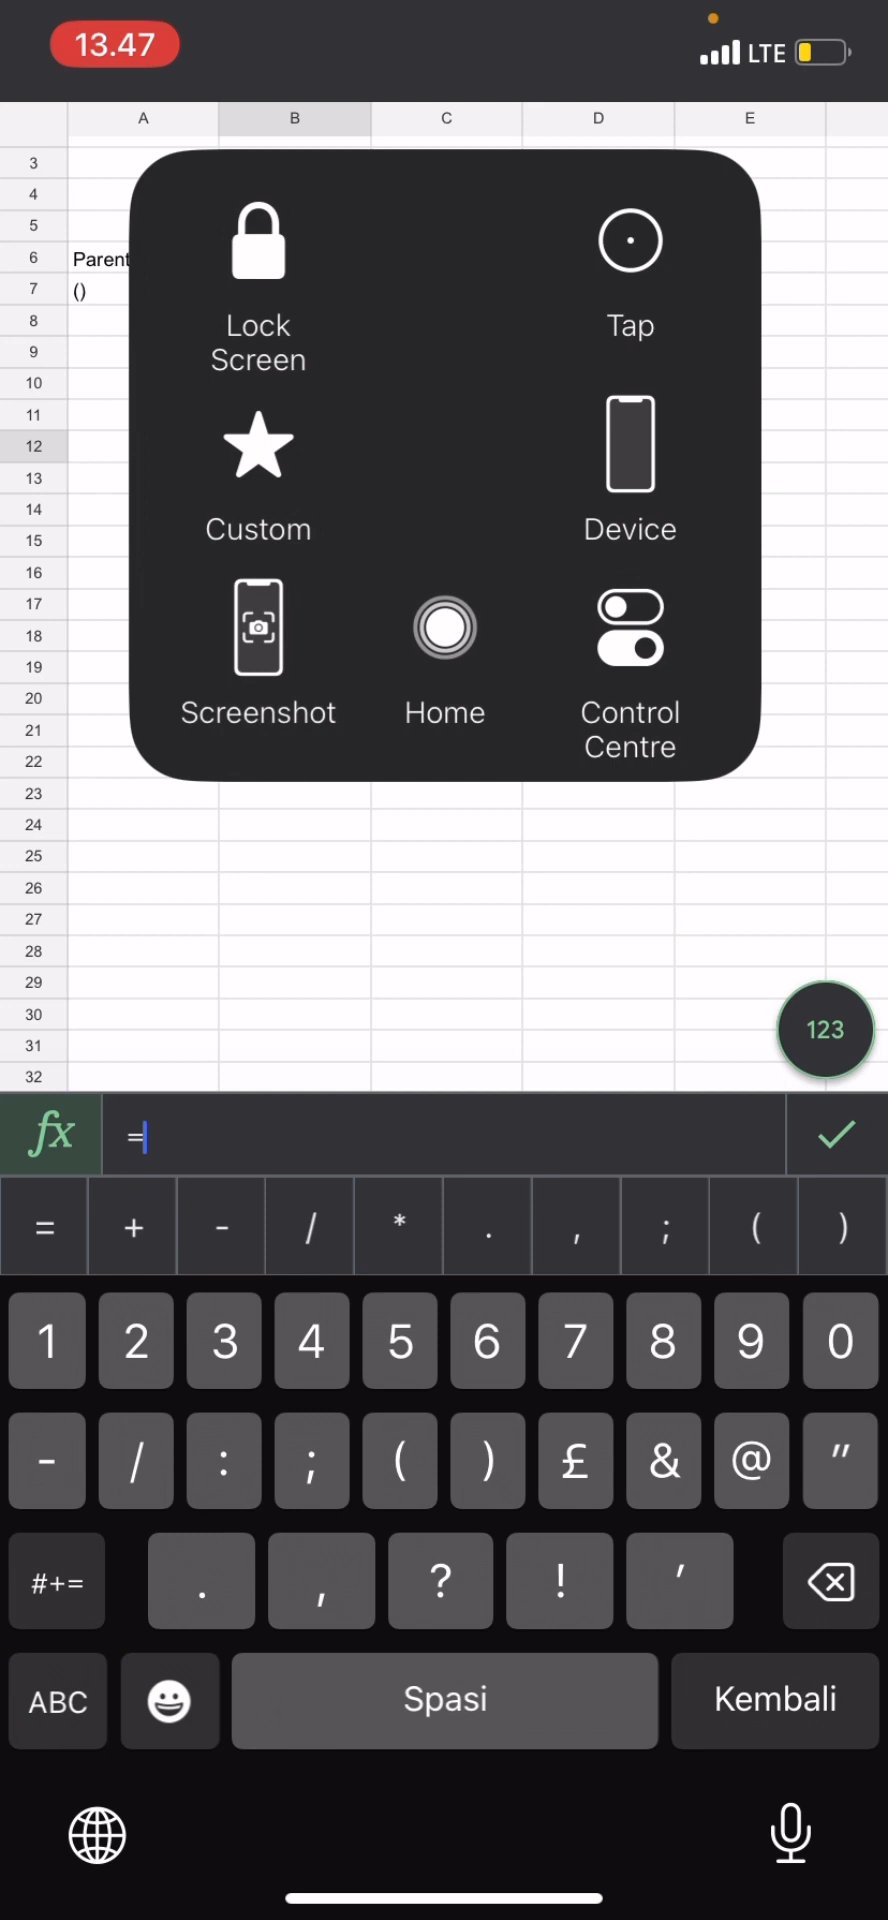 13.47
LTE
A B C D E
3
4
5
6 Parent
7 ()
8
9
10
11
12
13
14
15
16
17
18
19
20
21
22
23
24
25
26
27
28
29
30
31
32
Lock
Screen
Tap
Custom
Device
Screenshot
Home
Control
Centre
123
fx =
= + - / * . , ; ( )
1 2 3 4 5 6 7 8 9 0
- / : ; ( ) £ & @ "
#+= . , ? ! '
ABC Spasi Kembali